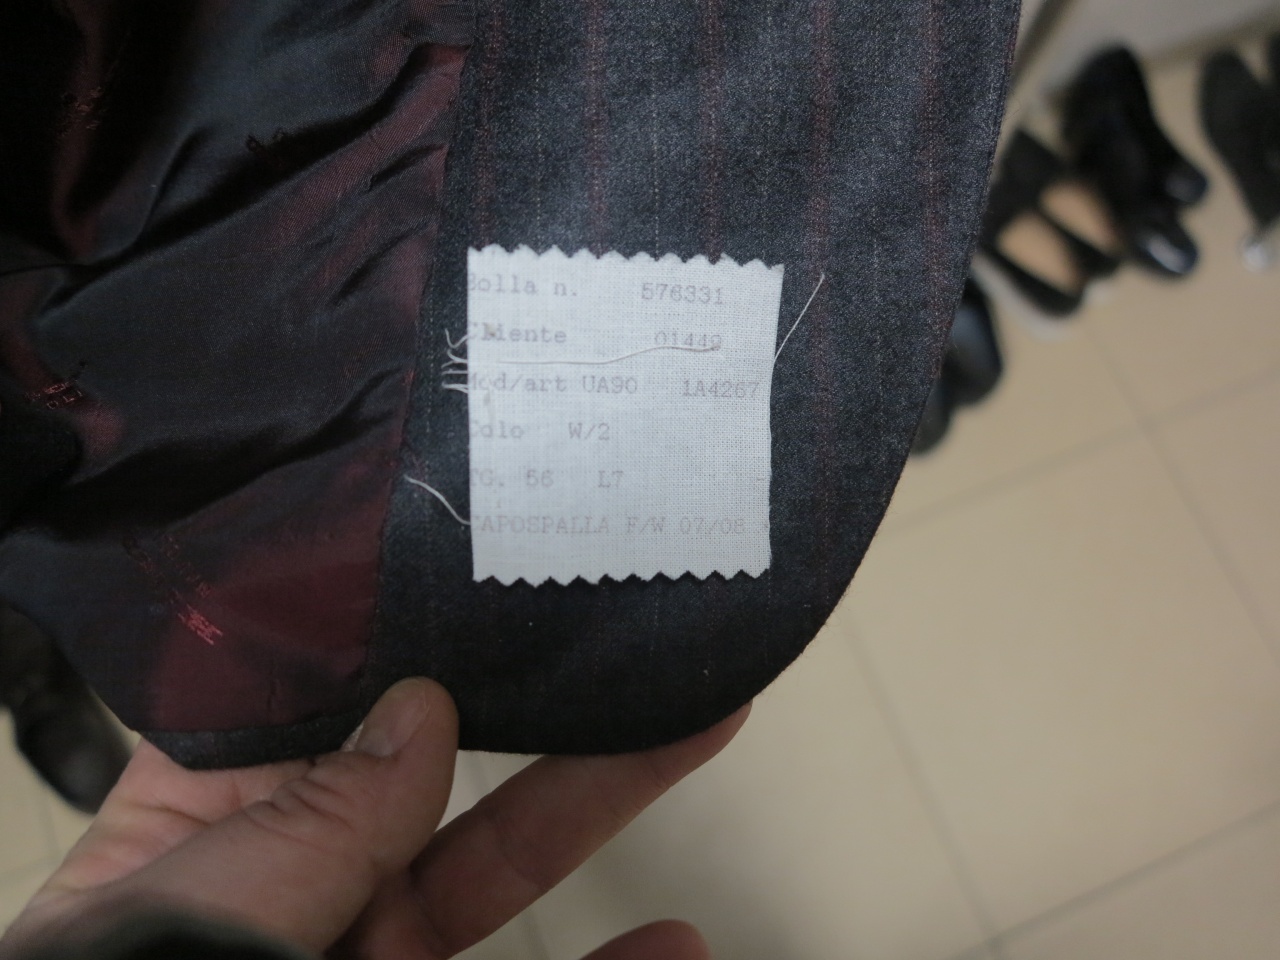 Bolla n. 576331
Cliente 01449
Mod/art UA90 1A4267
Colo W/2
TG. 56 L7
CAPOSPALLA F/W 07/08